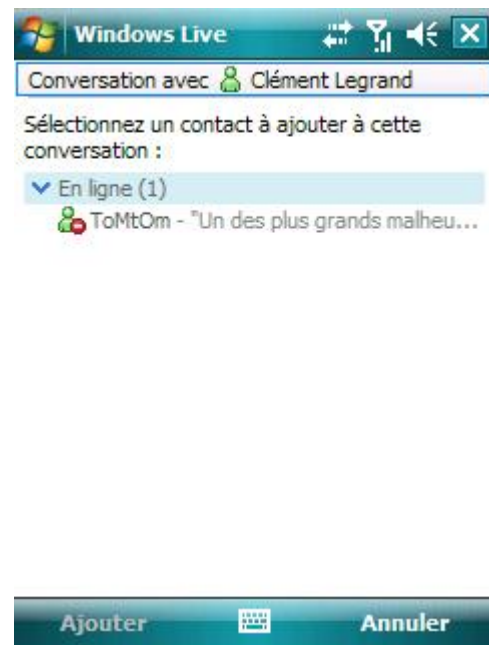 Windows Live
Conversation avec Clément Legrand
Sélectionnez un contact à ajouter à cette
conversation :
En ligne (1)
ToMtOm - "Un des plus grands malheu...
Ajouter Annuler